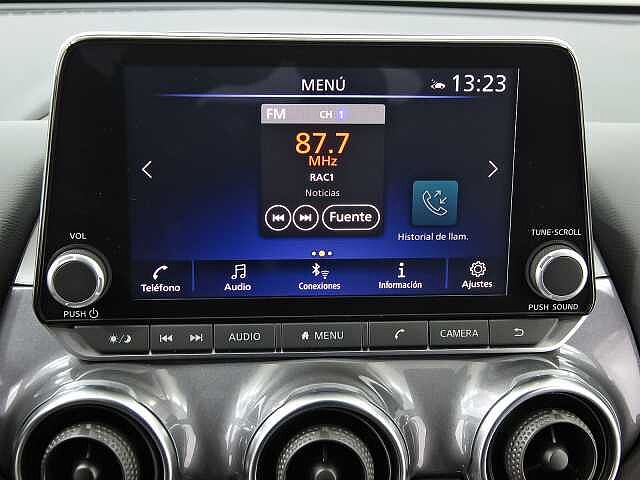 MENÚ
13:23
FM CH 1
87.7
MHz
RAC1
Noticias
Fuente
Historial de llam.
VOL
TUNE·SCROLL
PUSH
PUSH SOUND
Teléfono
Audio
Conexiones
Información
Ajustes
AUDIO
MENU
CAMERA